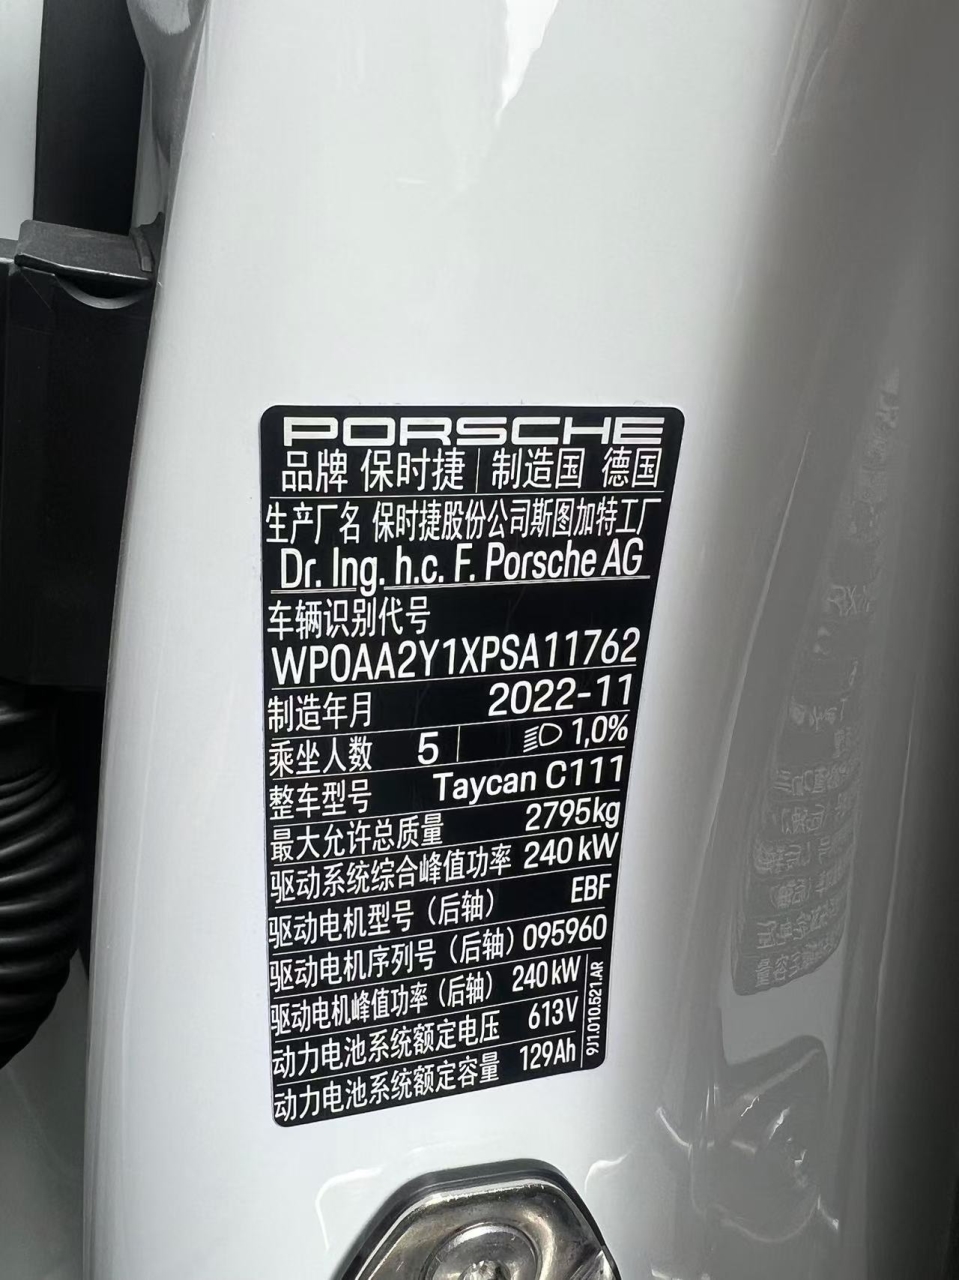 PORSCHE
品牌 保时捷 制造国 德国
生产厂名 保时捷股份公司斯图加特工厂
Dr. Ing. h.c. F. Porsche AG
车辆识别代号
WP0AA2Y1XPSA11762
制造年月 2022-11
乘坐人数 5 1,0%
整车型号 Taycan C111
最大允许总质量 2795kg
驱动系统综合峰值功率 240 kW
驱动电机型号（后轴） EBF
驱动电机序列号（后轴） 095960
驱动电机峰值功率（后轴） 240 kW
动力电池系统额定电压 613V
动力电池系统额定容量 129Ah
9J1.010.621.AR